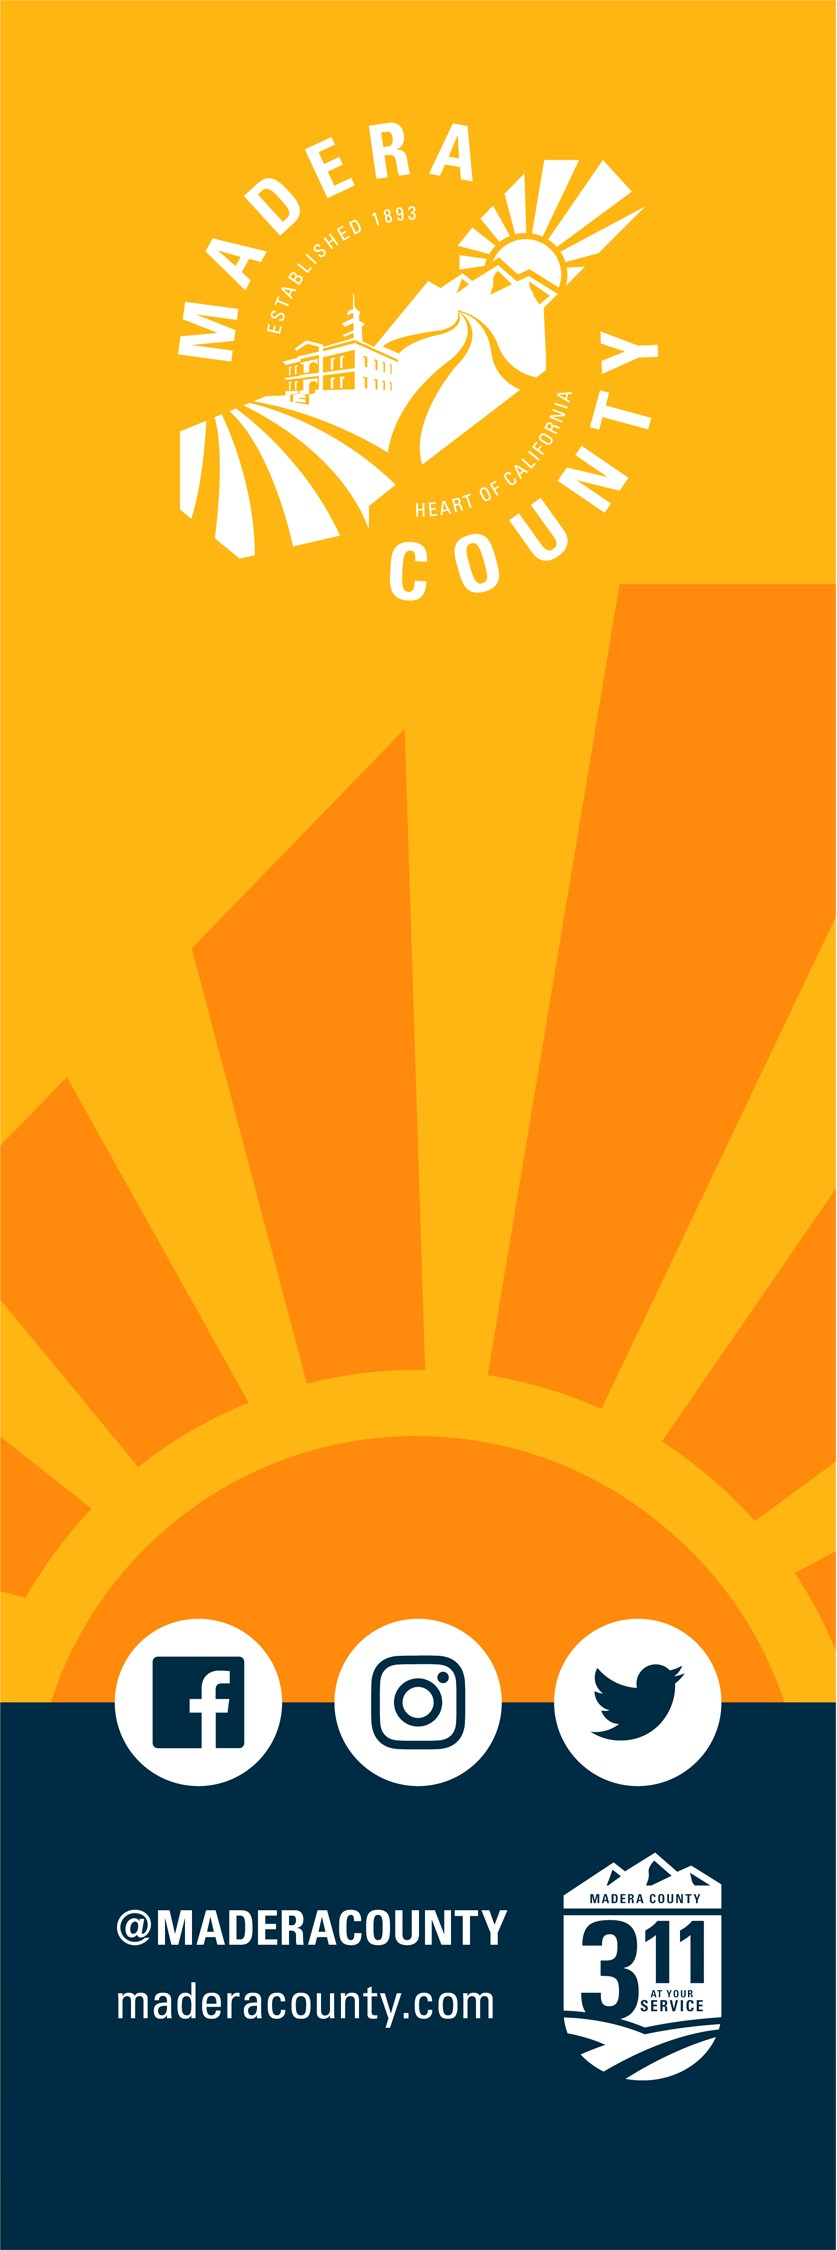 MADERA
ESTABLISHED 1893
HEART OF CALIFORNIA
COUNTY
@MADERACOUNTY
maderacounty.com
MADERA COUNTY
311
AT YOUR
SERVICE